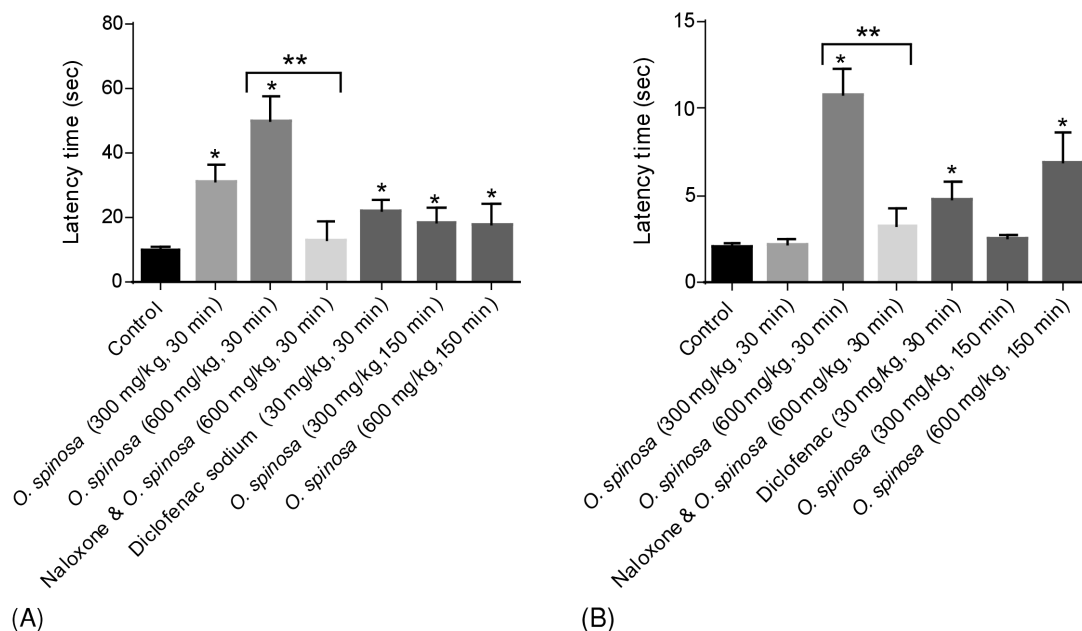 80
60
40
20
0
Latency time (sec)
**
*
*
*
*
*
Control
O. spinosa (300 mg/kg, 30 min)
O. spinosa (600 mg/kg, 30 min)
Naloxone & O. spinosa (600 mg/kg, 30 min)
Diclofenac sodium (30 mg/kg, 30 min)
O. spinosa (300 mg/kg,150 min)
O. spinosa (600 mg/kg,150 min)
(A)
15
10
5
0
Latency time (sec)
**
*
*
*
Control
O. spinosa (300 mg/kg, 30 min)
O. spinosa (600 mg/kg, 30 min)
Naloxone & O. spinosa (600 mg/kg, 30 min)
Diclofenac (30 mg/kg, 30 min)
O. spinosa (300 mg/kg, 150 min)
O. spinosa (600 mg/kg, 150 min)
(B)